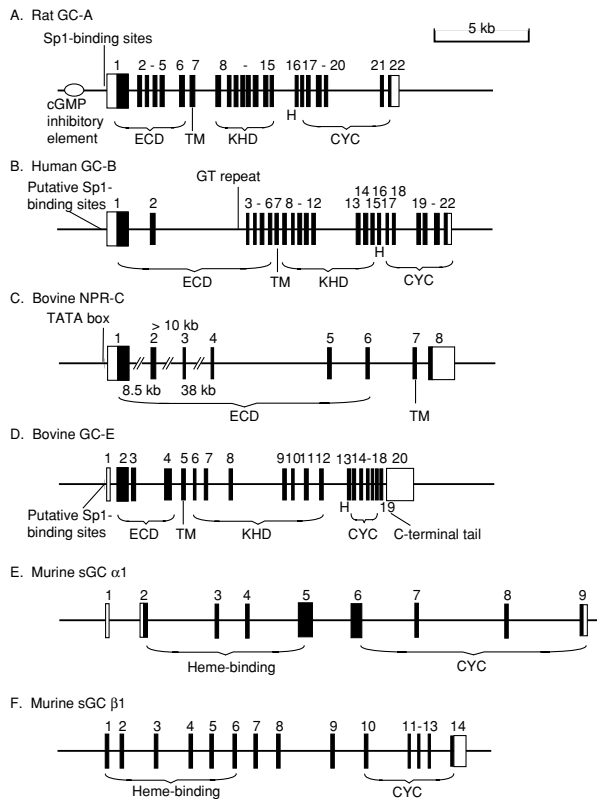 A. Rat GC-A
5 kb
Sp1-binding sites
1 2 - 5 6 7 8 - 15 16 17 - 20 21 22
cGMP
inhibitory
element
ECD TM KHD H CYC
B. Human GC-B
GT repeat
Putative Sp1-
binding sites
14 16 18
1 2 3 - 6 7 8 - 12 13 15 17 19 - 22
H
ECD TM KHD CYC
C. Bovine NPR-C
TATA box
> 10 kb
1 2 3 4 5 6 7 8
8.5 kb 38 kb
ECD TM
D. Bovine GC-E
1 2 3 4 5 6 7 8 9 10 11 12 13 14-18 20
Putative Sp1-
binding sites
H 19
ECD TM KHD CYC C-terminal tail
E. Murine sGC α1
1 2 3 4 5 6 7 8 9
Heme-binding CYC
F. Murine sGC β1
1 2 3 4 5 6 7 8 9 10 11-13 14
Heme-binding CYC